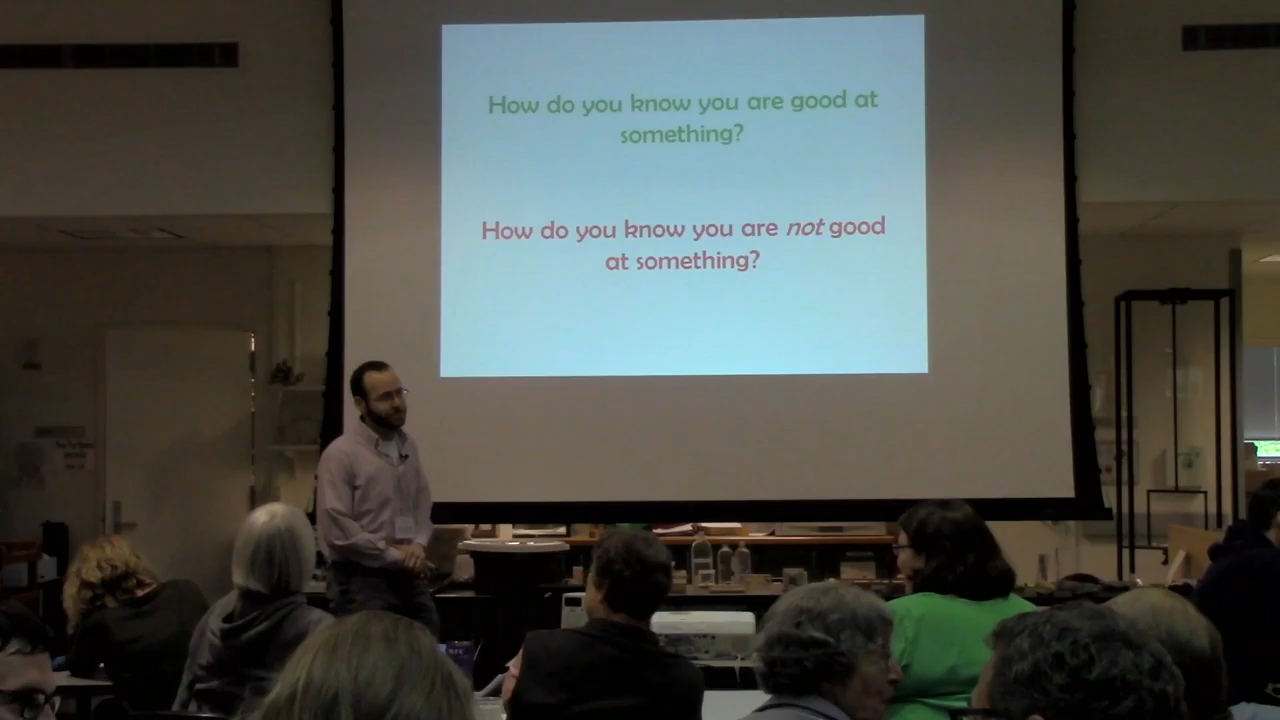 How do you know you are good at
something?
How do you know you are not good
at something?